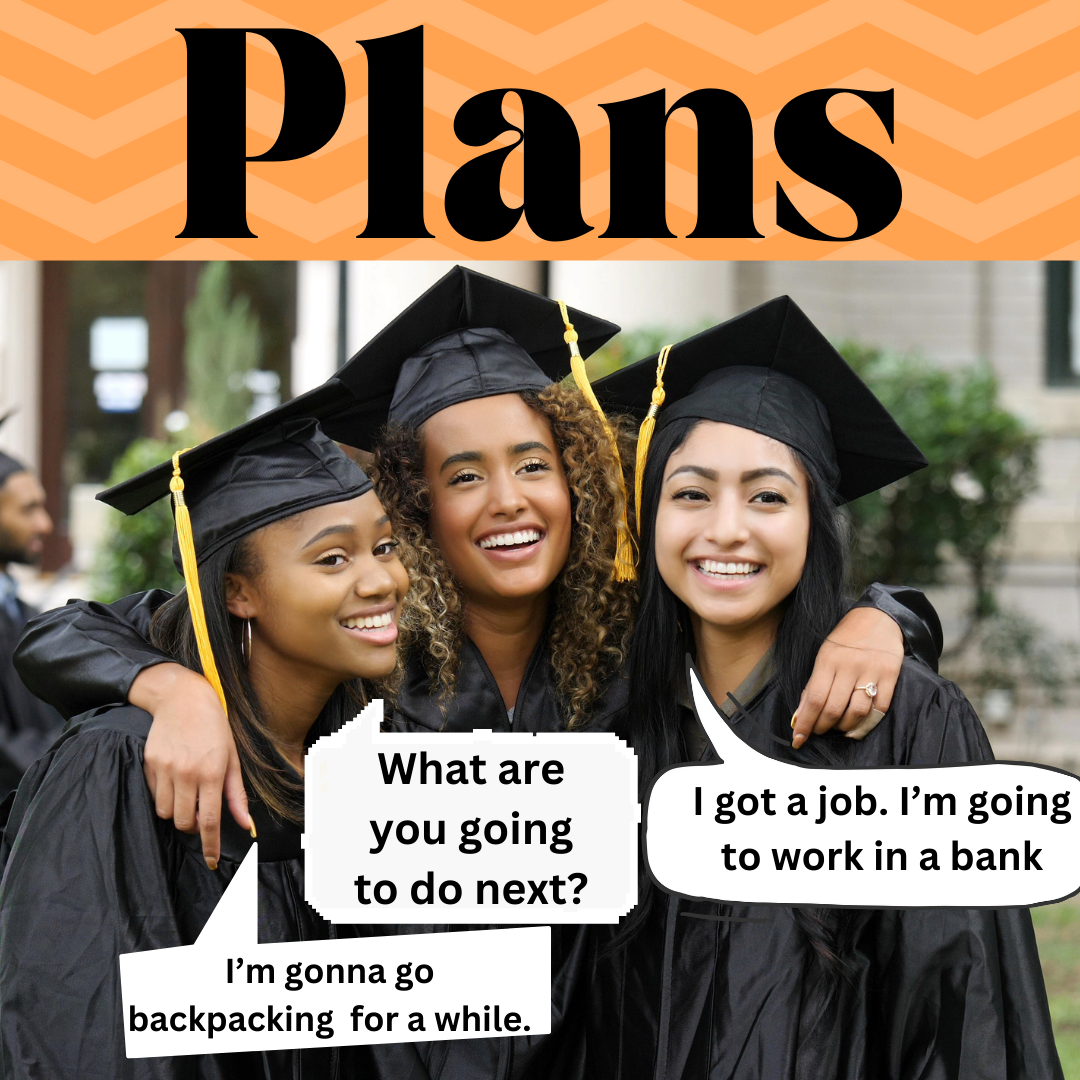 Plans
What are
you going
to do next?
I got a job. I’m going
to work in a bank
I’m gonna go
backpacking for a while.